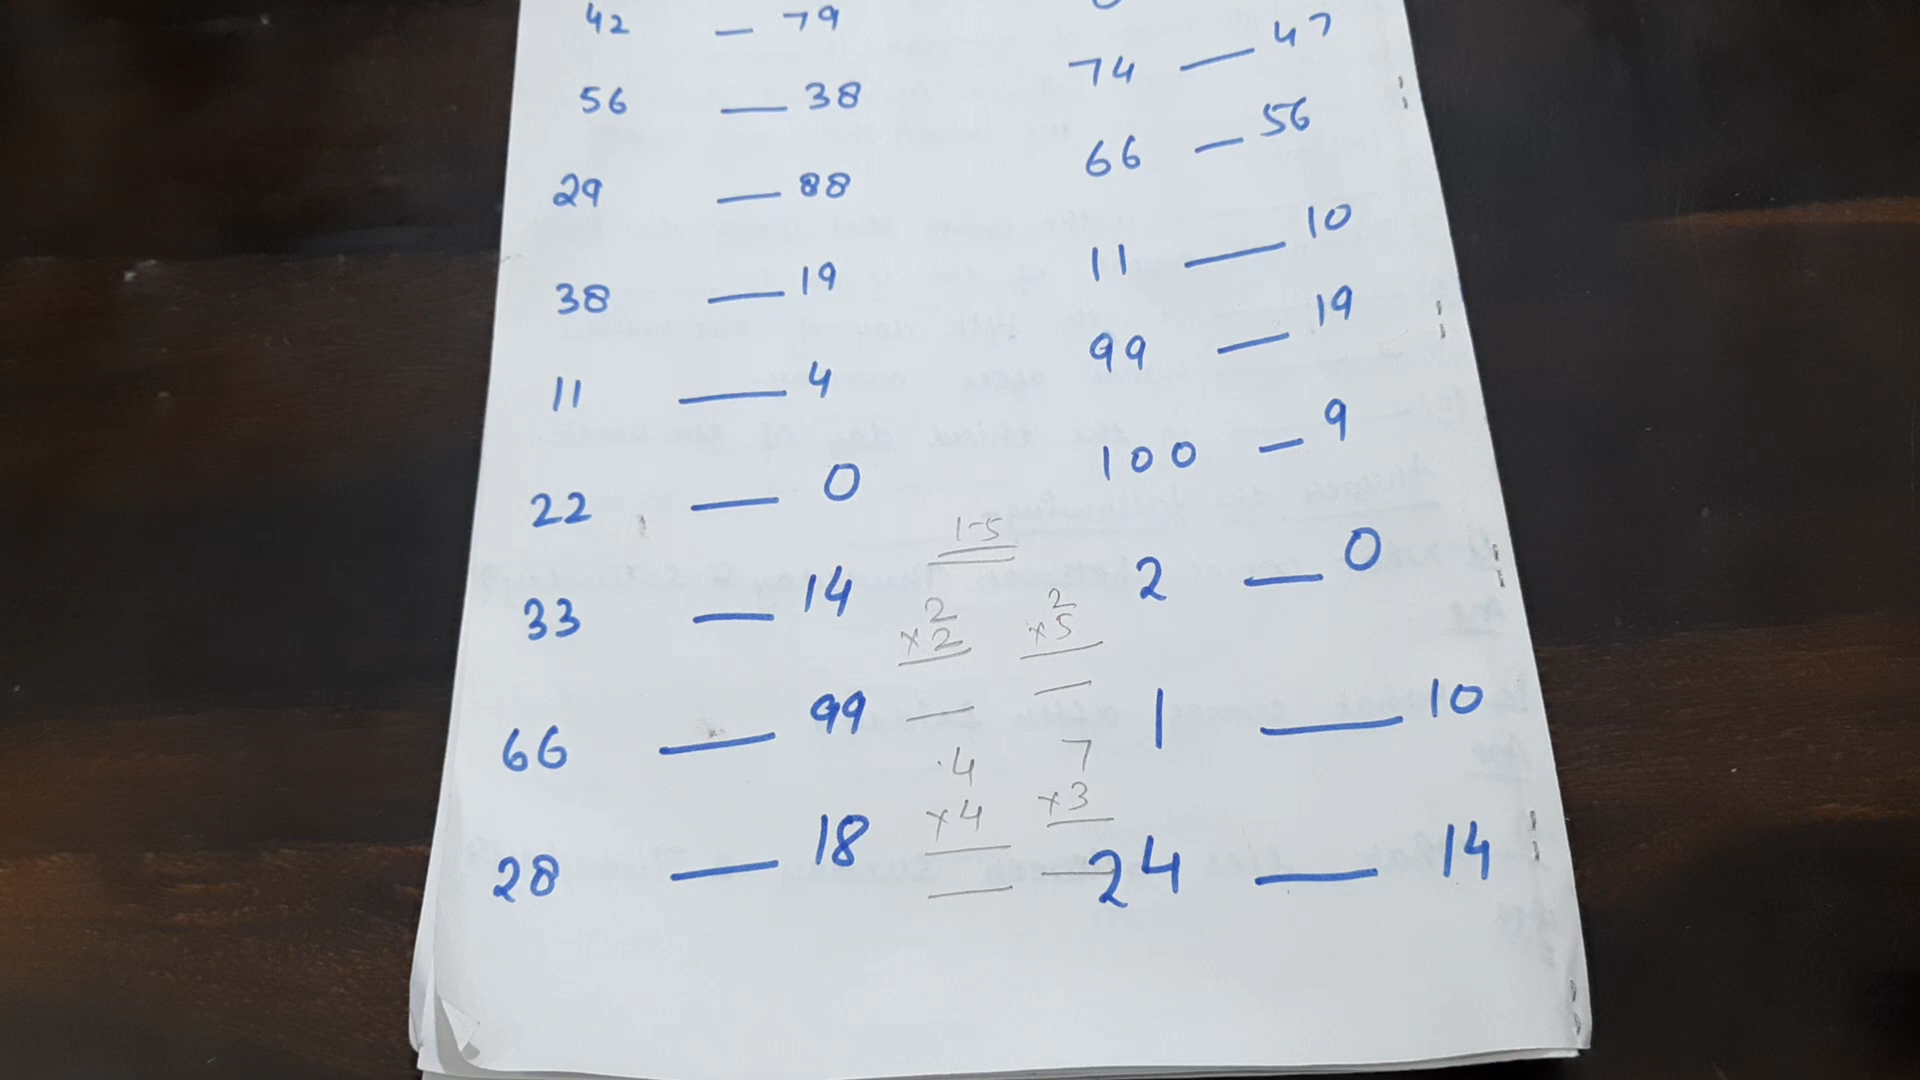 42 — 79
74 — 47
56 — 38
66 — 56
29 — 88
11 — 10
38 — 19
99 — 19
11 — 4
100 — 9
22 — 0
1-5
2 — 0
33 — 14
2
×2
2
×5
66 — 99
1 — 10
4
×4
7
×3
28 — 18
24 — 14